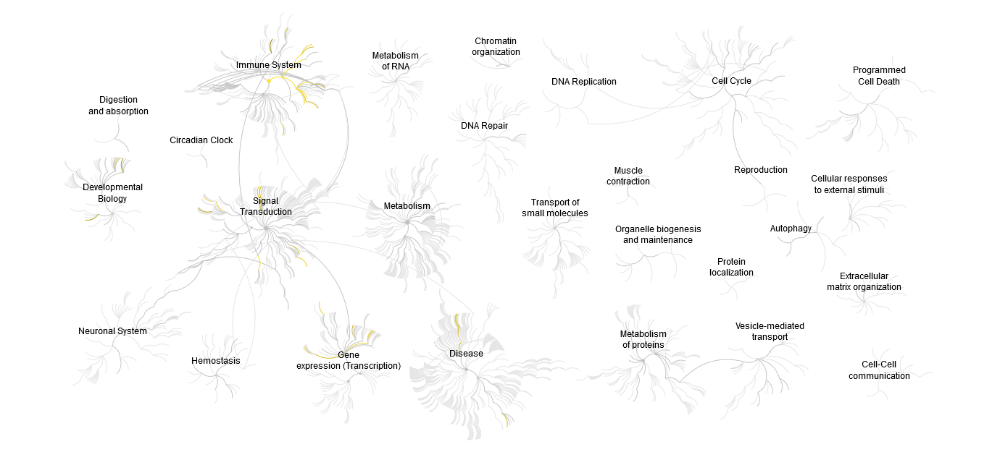 Immune System
Metabolism
of RNA
Chromatin
organization
DNA Replication
Cell Cycle
Programmed
Cell Death
Digestion
and absorption
Circadian Clock
DNA Repair
Developmental
Biology
Signal
Transduction
Metabolism
Transport of
small molecules
Muscle
contraction
Reproduction
Cellular responses
to external stimuli
Organelle biogenesis
and maintenance
Autophagy
Protein
localization
Extracellular
matrix organization
Neuronal System
Hemostasis
Gene
expression (Transcription)
Disease
Metabolism
of proteins
Vesicle-mediated
transport
Cell-Cell
communication